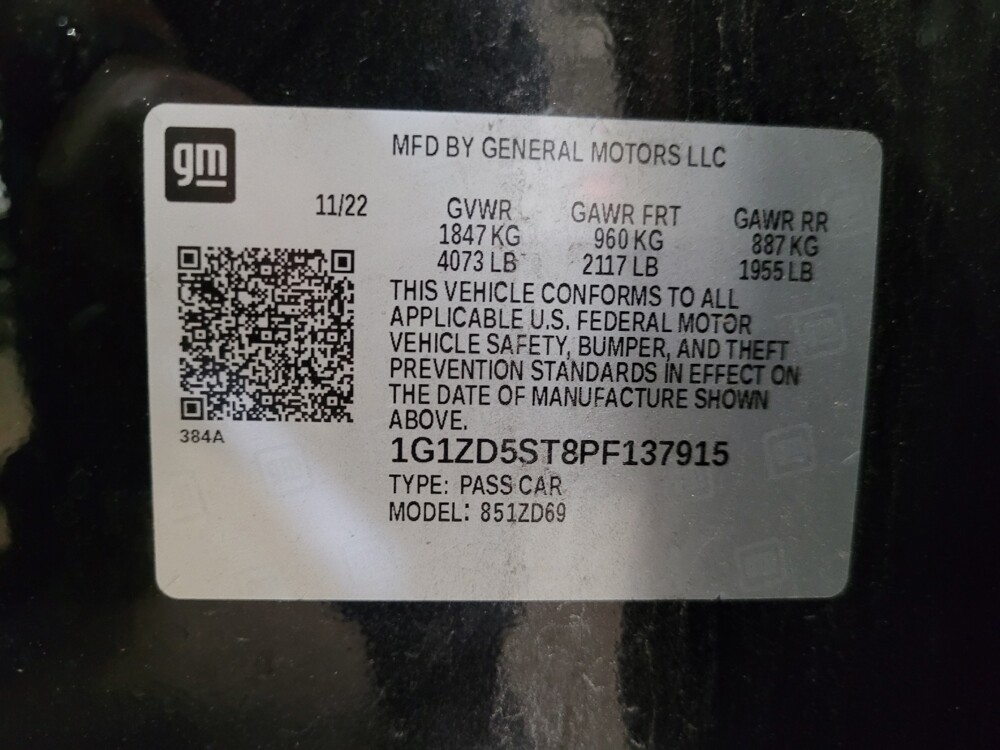 gm
MFD BY GENERAL MOTORS LLC
11/22 GVWR GAWR FRT GAWR RR
1847 KG 960 KG 887 KG
4073 LB 2117 LB 1955 LB
THIS VEHICLE CONFORMS TO ALL
APPLICABLE U.S. FEDERAL MOTOR
VEHICLE SAFETY, BUMPER, AND THEFT
PREVENTION STANDARDS IN EFFECT ON
THE DATE OF MANUFACTURE SHOWN
ABOVE.
384A
1G1ZD5ST8PF137915
TYPE: PASS CAR
MODEL: 851ZD69